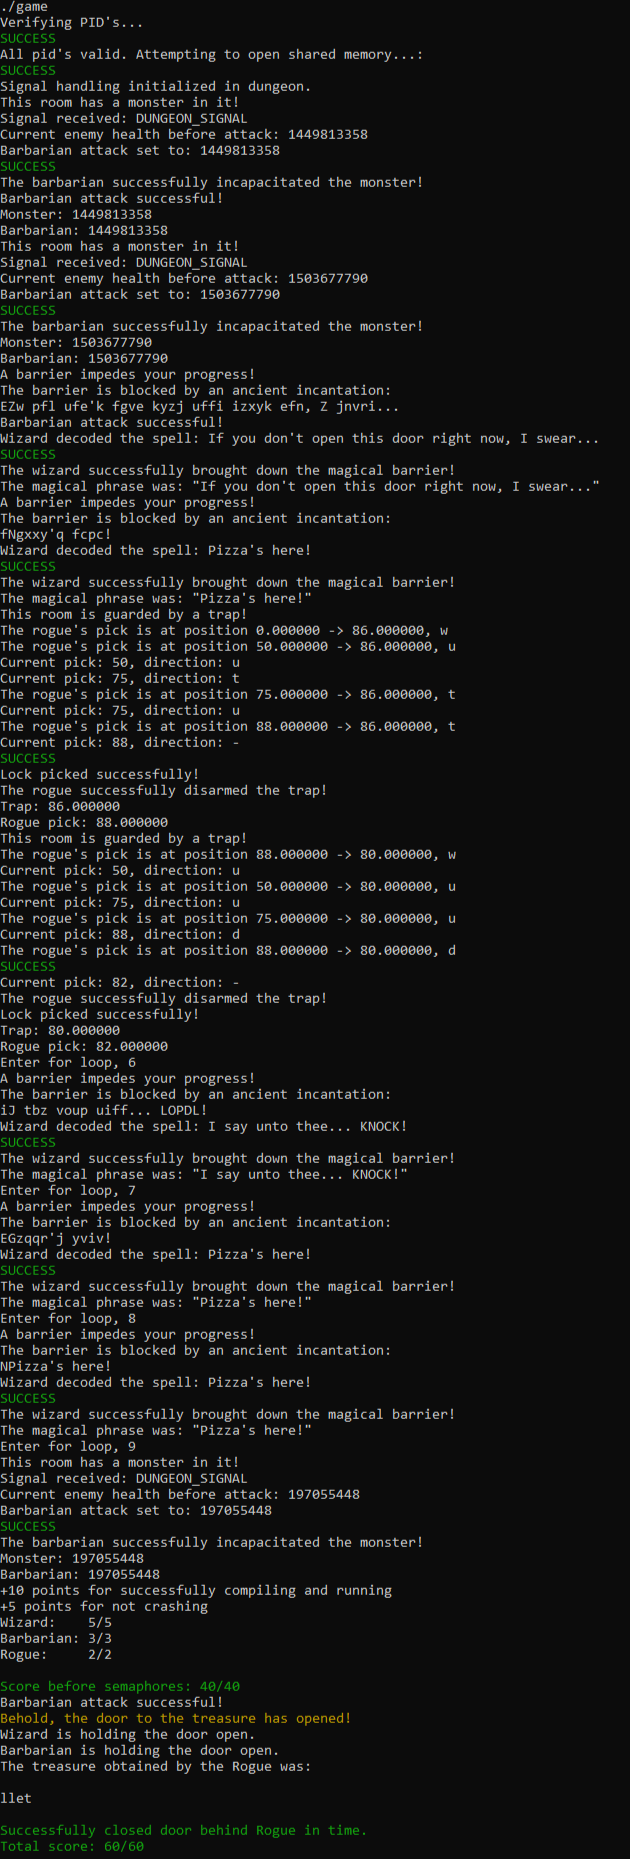 ./game
Verifying PID's...
SUCCESS
All pid's valid. Attempting to open shared memory...:
SUCCESS
Signal handling initialized in dungeon.
This room has a monster in it!
Signal received: DUNGEON_SIGNAL
Current enemy health before attack: 1449813358
Barbarian attack set to: 1449813358
SUCCESS
The barbarian successfully incapacitated the monster!
Barbarian attack successful!
Monster: 1449813358
Barbarian: 1449813358
This room has a monster in it!
Signal received: DUNGEON_SIGNAL
Current enemy health before attack: 1503677790
Barbarian attack set to: 1503677790
SUCCESS
The barbarian successfully incapacitated the monster!
Monster: 1503677790
Barbarian: 1503677790
A barrier impedes your progress!
The barrier is blocked by an ancient incantation:
EZw pfl ufe'k fgve kyzj uffi izxyk efn, Z jnvri...
Barbarian attack successful!
Wizard decoded the spell: If you don't open this door right now, I swear...
SUCCESS
The wizard successfully brought down the magical barrier!
The magical phrase was: "If you don't open this door right now, I swear..."
A barrier impedes your progress!
The barrier is blocked by an ancient incantation:
fNgxxy'q fcpc!
Wizard decoded the spell: Pizza's here!
SUCCESS
The wizard successfully brought down the magical barrier!
The magical phrase was: "Pizza's here!"
This room is guarded by a trap!
The rogue's pick is at position 0.000000 -> 86.000000, w
The rogue's pick is at position 50.000000 -> 86.000000, u
Current pick: 50, direction: u
Current pick: 75, direction: t
The rogue's pick is at position 75.000000 -> 86.000000, t
Current pick: 75, direction: u
The rogue's pick is at position 88.000000 -> 86.000000, t
Current pick: 88, direction: -
SUCCESS
Lock picked successfully!
The rogue successfully disarmed the trap!
Trap: 86.000000
Rogue pick: 88.000000
This room is guarded by a trap!
The rogue's pick is at position 88.000000 -> 80.000000, w
Current pick: 50, direction: u
The rogue's pick is at position 50.000000 -> 80.000000, u
Current pick: 75, direction: u
The rogue's pick is at position 75.000000 -> 80.000000, u
Current pick: 88, direction: d
The rogue's pick is at position 88.000000 -> 80.000000, d
SUCCESS
Current pick: 82, direction: -
The rogue successfully disarmed the trap!
Lock picked successfully!
Trap: 80.000000
Rogue pick: 82.000000
Enter for loop, 6
A barrier impedes your progress!
The barrier is blocked by an ancient incantation:
iJ tbz voup uiff... LOPDL!
Wizard decoded the spell: I say unto thee... KNOCK!
SUCCESS
The wizard successfully brought down the magical barrier!
The magical phrase was: "I say unto thee... KNOCK!"
Enter for loop, 7
A barrier impedes your progress!
The barrier is blocked by an ancient incantation:
EGzqqr'j yviv!
Wizard decoded the spell: Pizza's here!
SUCCESS
The wizard successfully brought down the magical barrier!
The magical phrase was: "Pizza's here!"
Enter for loop, 8
A barrier impedes your progress!
The barrier is blocked by an ancient incantation:
NPizza's here!
Wizard decoded the spell: Pizza's here!
SUCCESS
The wizard successfully brought down the magical barrier!
The magical phrase was: "Pizza's here!"
Enter for loop, 9
This room has a monster in it!
Signal received: DUNGEON_SIGNAL
Current enemy health before attack: 197055448
Barbarian attack set to: 197055448
SUCCESS
The barbarian successfully incapacitated the monster!
Monster: 197055448
Barbarian: 197055448
+10 points for successfully compiling and running
+5 points for not crashing
Wizard:    5/5
Barbarian: 3/3
Rogue:     2/2
Score before semaphores: 40/40
Barbarian attack successful!
Behold, the door to the treasure has opened!
Wizard is holding the door open.
Barbarian is holding the door open.
The treasure obtained by the Rogue was:
llet
Successfully closed door behind Rogue in time.
Total score: 60/60